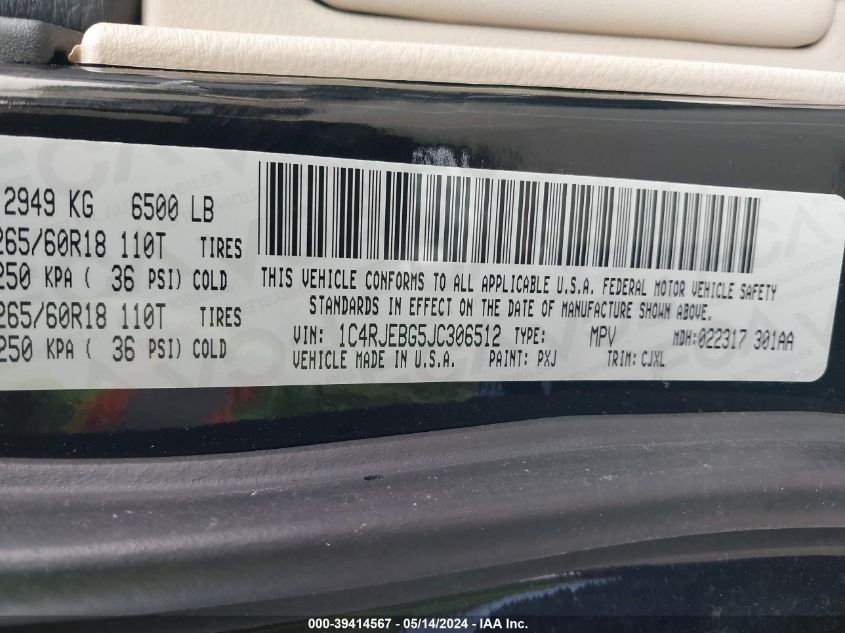 2949 KG 6500 LB
265/60R18 110T TIRES
250 KPA ( 36 PSI) COLD
265/60R18 110T TIRES
250 KPA ( 36 PSI) COLD
THIS VEHICLE CONFORMS TO ALL APPLICABLE U.S.A. FEDERAL MOTOR VEHICLE SAFETY
STANDARDS IN EFFECT ON THE DATE OF MANUFACTURE SHOWN ABOVE.
VIN: 1C4RJEBG5JC306512 TYPE: MPV MDH:022317 301AA
VEHICLE MADE IN U.S.A. PAINT: PXJ TRIM: CJXL
000-39414567 — 05/14/2024 — IAA Inc.